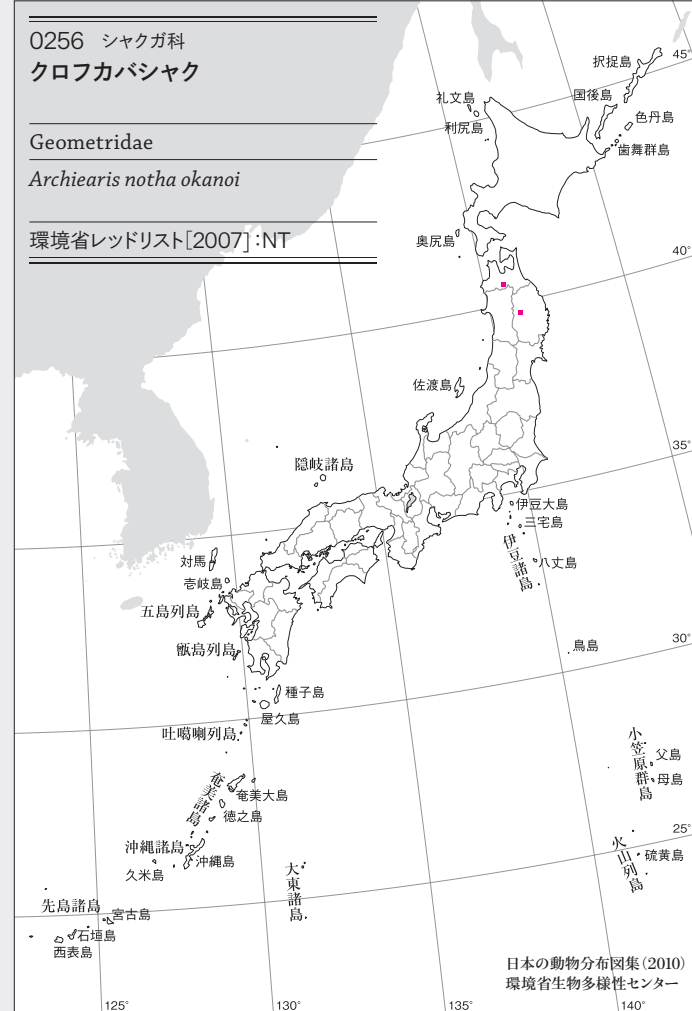 0256 シャクガ科
クロフカバシャク
Geometridae
Archiearis notha okanoi
環境省レッドリスト[2007]:NT
択捉島
45°
国後島
礼文島
色丹島
利尻島
歯舞群島
奥尻島
40°
佐渡島
35°
隠岐諸島
伊豆大島
三宅島
伊豆諸島
対馬
八丈島
壱岐島
五島列島
甑島列島
鳥島
30°
種子島
屋久島
吐噶喇列島
小笠原群島
父島
母島
奄美諸島
奄美大島
徳之島
25°
沖縄諸島
沖縄島
火山列島
硫黄島
久米島
大東諸島
先島諸島
宮古島
石垣島
西表島
日本の動物分布図集(2010)
環境省生物多様性センター
125°
130°
135°
140°